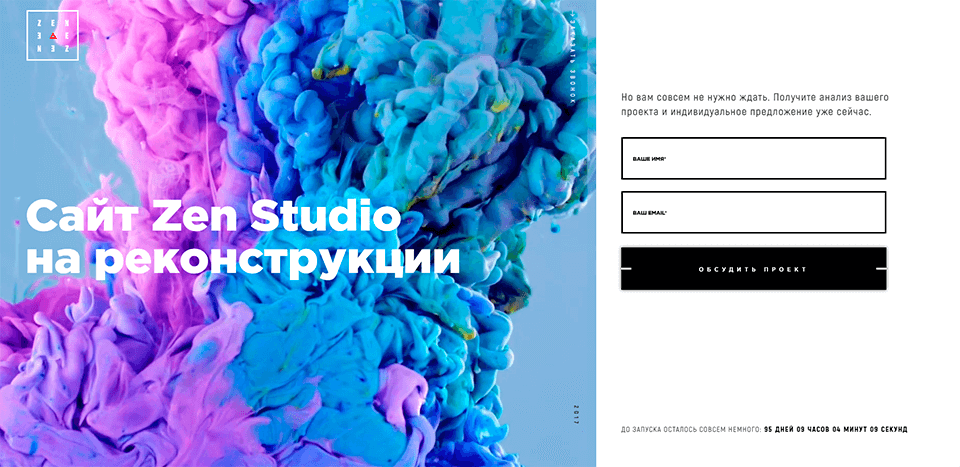 ZEN
ЗАКАЗАТЬ ЗВОНОК
Сайт Zen Studio
на реконструкции
2017
Но вам совсем не нужно ждать. Получите анализ вашего
проекта и индивидуальное предложение уже сейчас.
ВАШЕ ИМЯ*
ВАШ EMAIL*
ОБСУДИТЬ ПРОЕКТ
ДО ЗАПУСКА ОСТАЛОСЬ СОВСЕМ НЕМНОГО: 95 ДНЕЙ 09 ЧАСОВ 04 МИНУТ 09 СЕКУНД